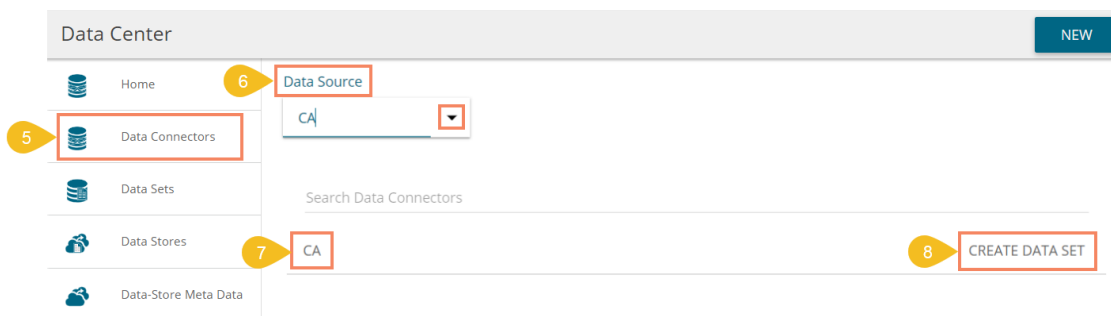 Data Center
NEW
Home
6
Data Source
CA
5
Data Connectors
Data Sets
Search Data Connectors
Data Stores
7
CA
8
CREATE DATA SET
Data-Store Meta Data